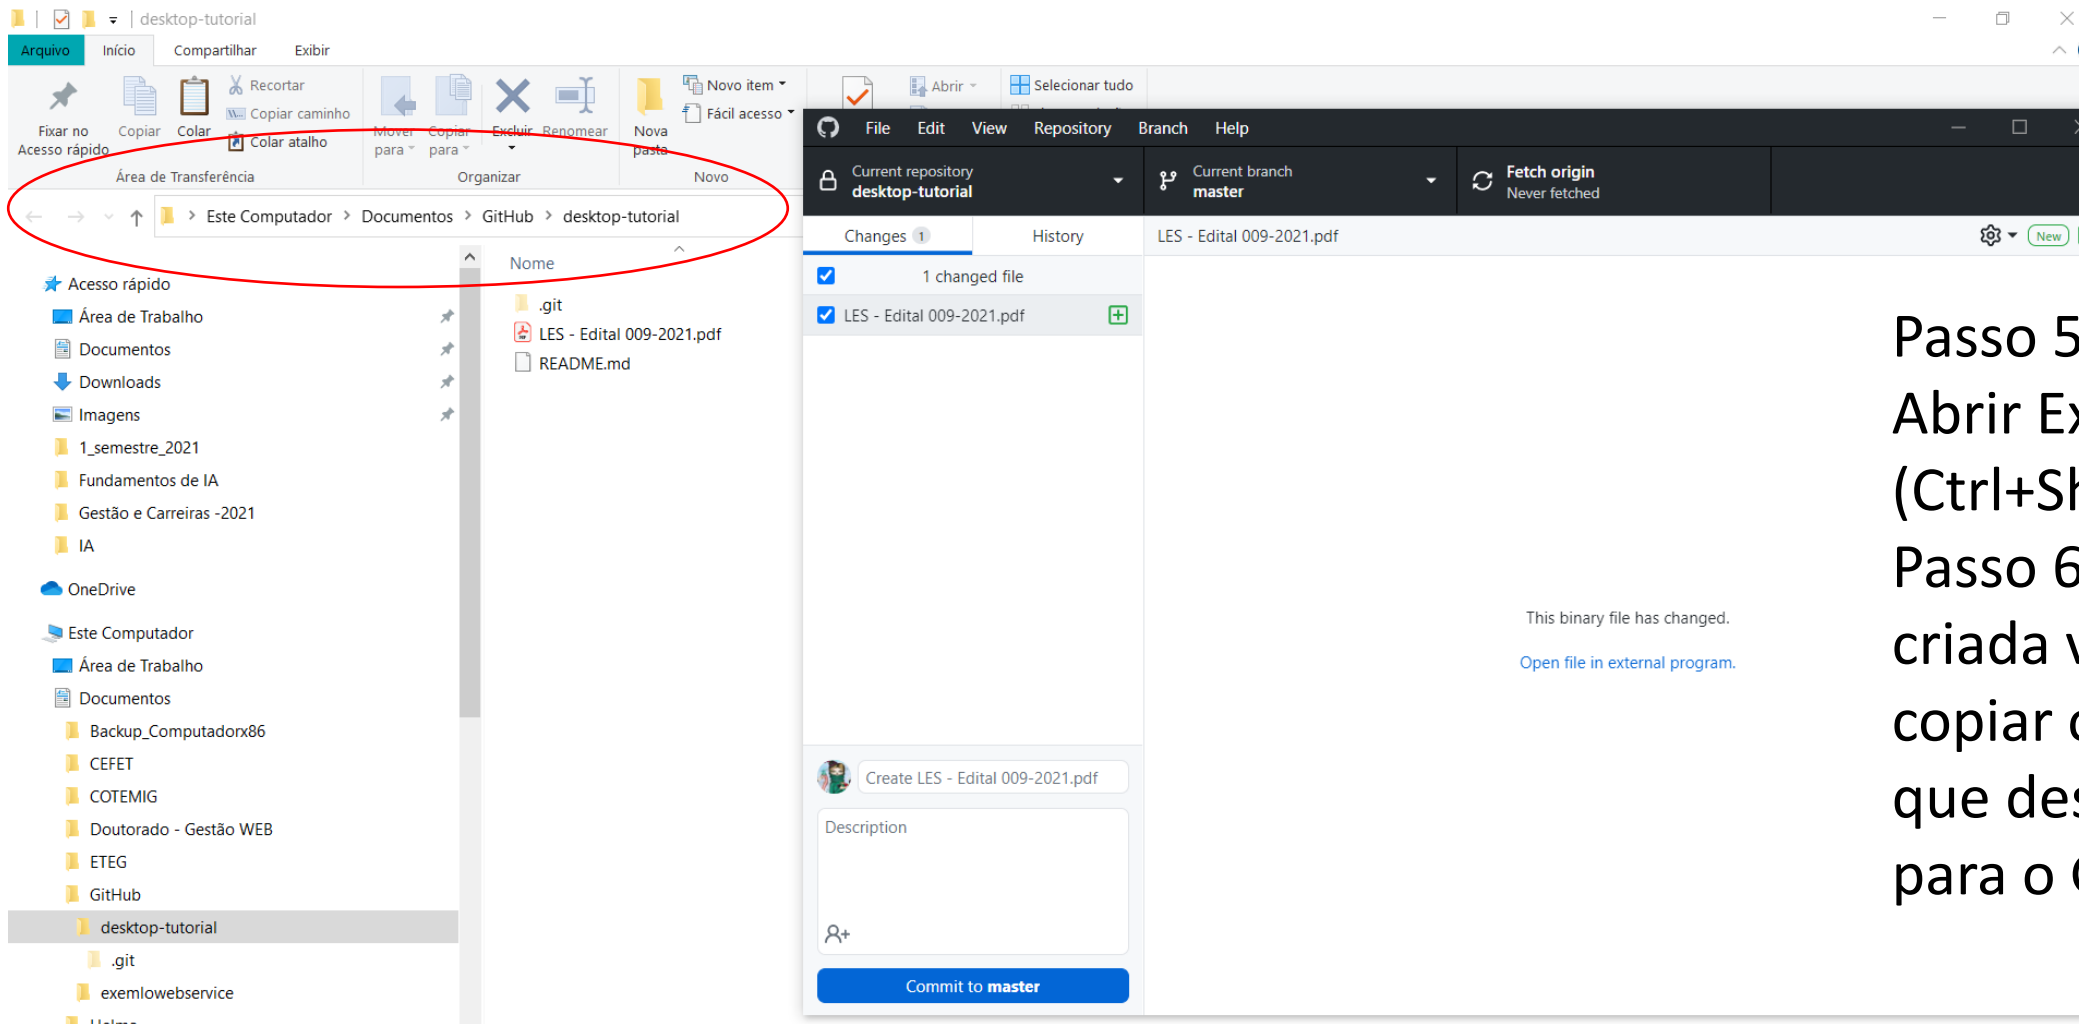 desktop-tutorial
Arquivo Início Compartilhar Exibir
Fixar no
Acesso rápido
Copiar
Colar
Recortar
Copiar caminho
Colar atalho
Área de Transferência
Mover
para
Copiar
para
Excluir
Renomear
Organizar
Nova
pasta
Novo item
Fácil acesso
Novo
Abrir
Selecionar tudo
Este Computador > Documentos > GitHub > desktop-tutorial
Acesso rápido
Área de Trabalho
Documentos
Downloads
Imagens
1_semestre_2021
Fundamentos de IA
Gestão e Carreiras -2021
IA
OneDrive
Este Computador
Área de Trabalho
Documentos
Backup_Computadorx86
CEFET
COTEMIG
Doutorado - Gestão WEB
ETEG
GitHub
desktop-tutorial
.git
exemlowebservice
Nome
.git
LES - Edital 009-2021.pdf
README.md
File Edit View Repository Branch Help
Current repository
desktop-tutorial
Current branch
master
Fetch origin
Never fetched
Changes 1 History
LES - Edital 009-2021.pdf
New
1 changed file
LES - Edital 009-2021.pdf
This binary file has changed.
Open file in external program.
Create LES - Edital 009-2021.pdf
Description
Commit to master
Passo 5
Abrir
Passo 6
criada
copiar
que
para o